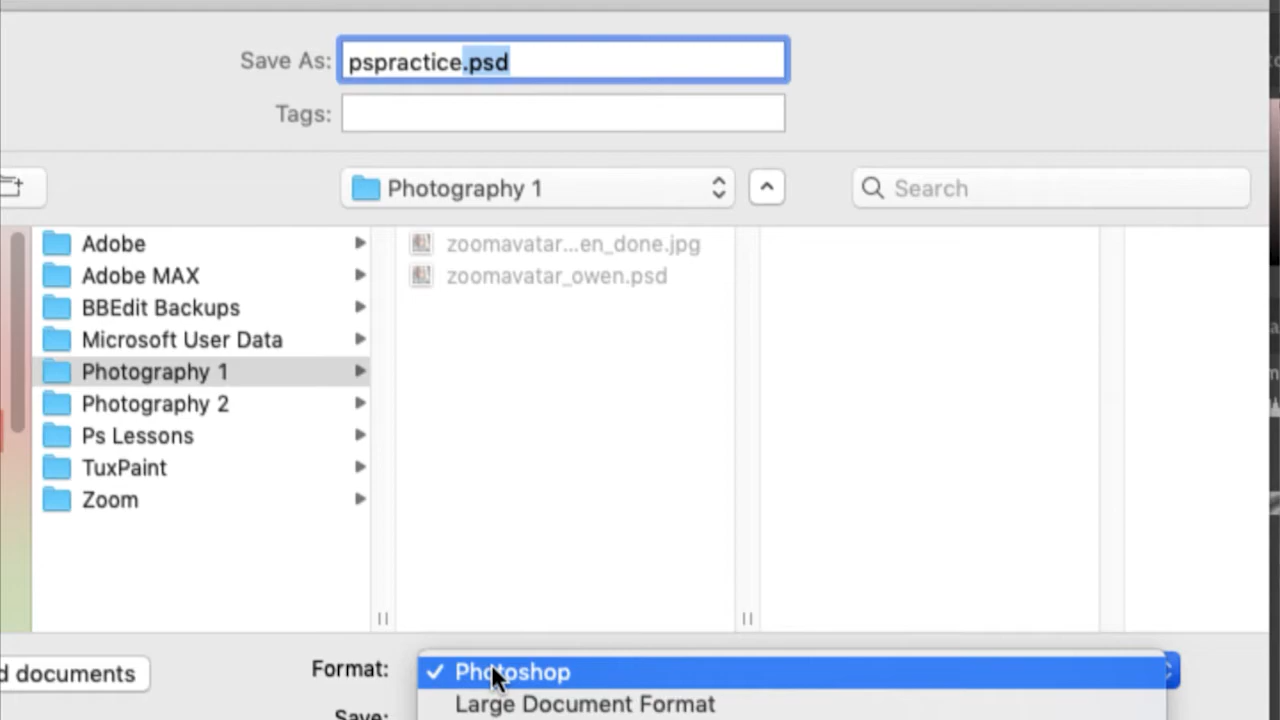 Save As: pspractice.psd
Tags:
Photography 1
Search
Adobe
Adobe MAX
BBEdit Backups
Microsoft User Data
Photography 1
Photography 2
Ps Lessons
TuxPaint
Zoom
zoomavatar...en_done.jpg
zoomavatar_owen.psd
d documents
Format:
Photoshop
Large Document Format
Save: